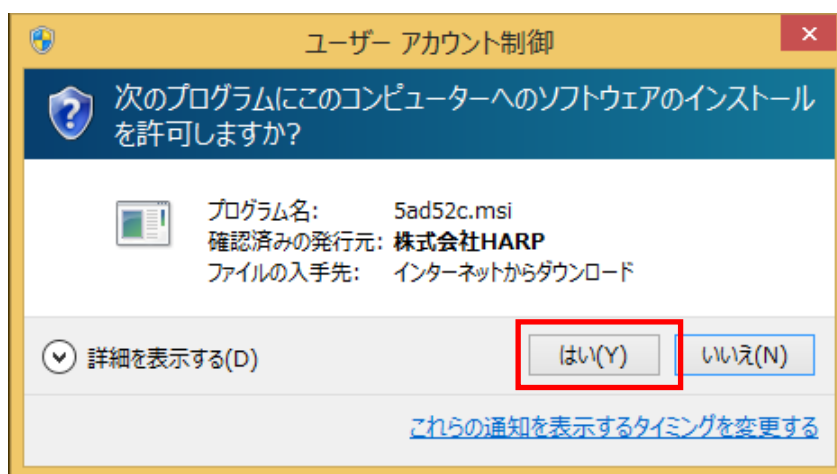 ユーザー アカウント制御
次のプログラムにこのコンピューターへのソフトウェアのインストール
を許可しますか?
プログラム名: 5ad52c.msi
確認済みの発行元: 株式会社HARP
ファイルの入手先: インターネットからダウンロード
詳細を表示する(D) はい(Y) いいえ(N)
これらの通知を表示するタイミングを変更する